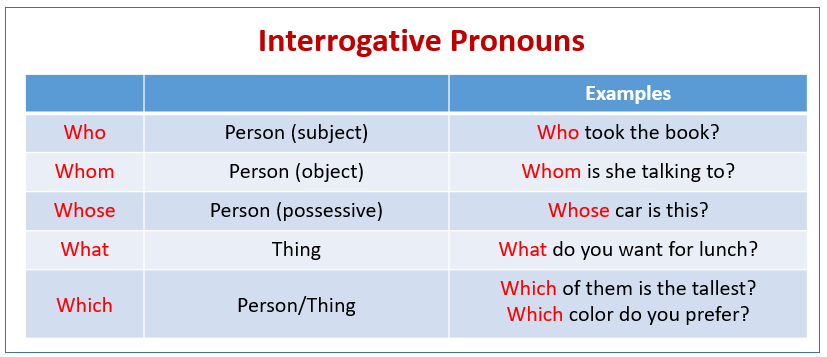 Interrogative Pronouns
Examples
Who Person (subject) Who took the book?
Whom Person (object) Whom is she talking to?
Whose Person (possessive) Whose car is this?
What Thing What do you want for lunch?
Which Person/Thing Which of them is the tallest?
Which color do you prefer?